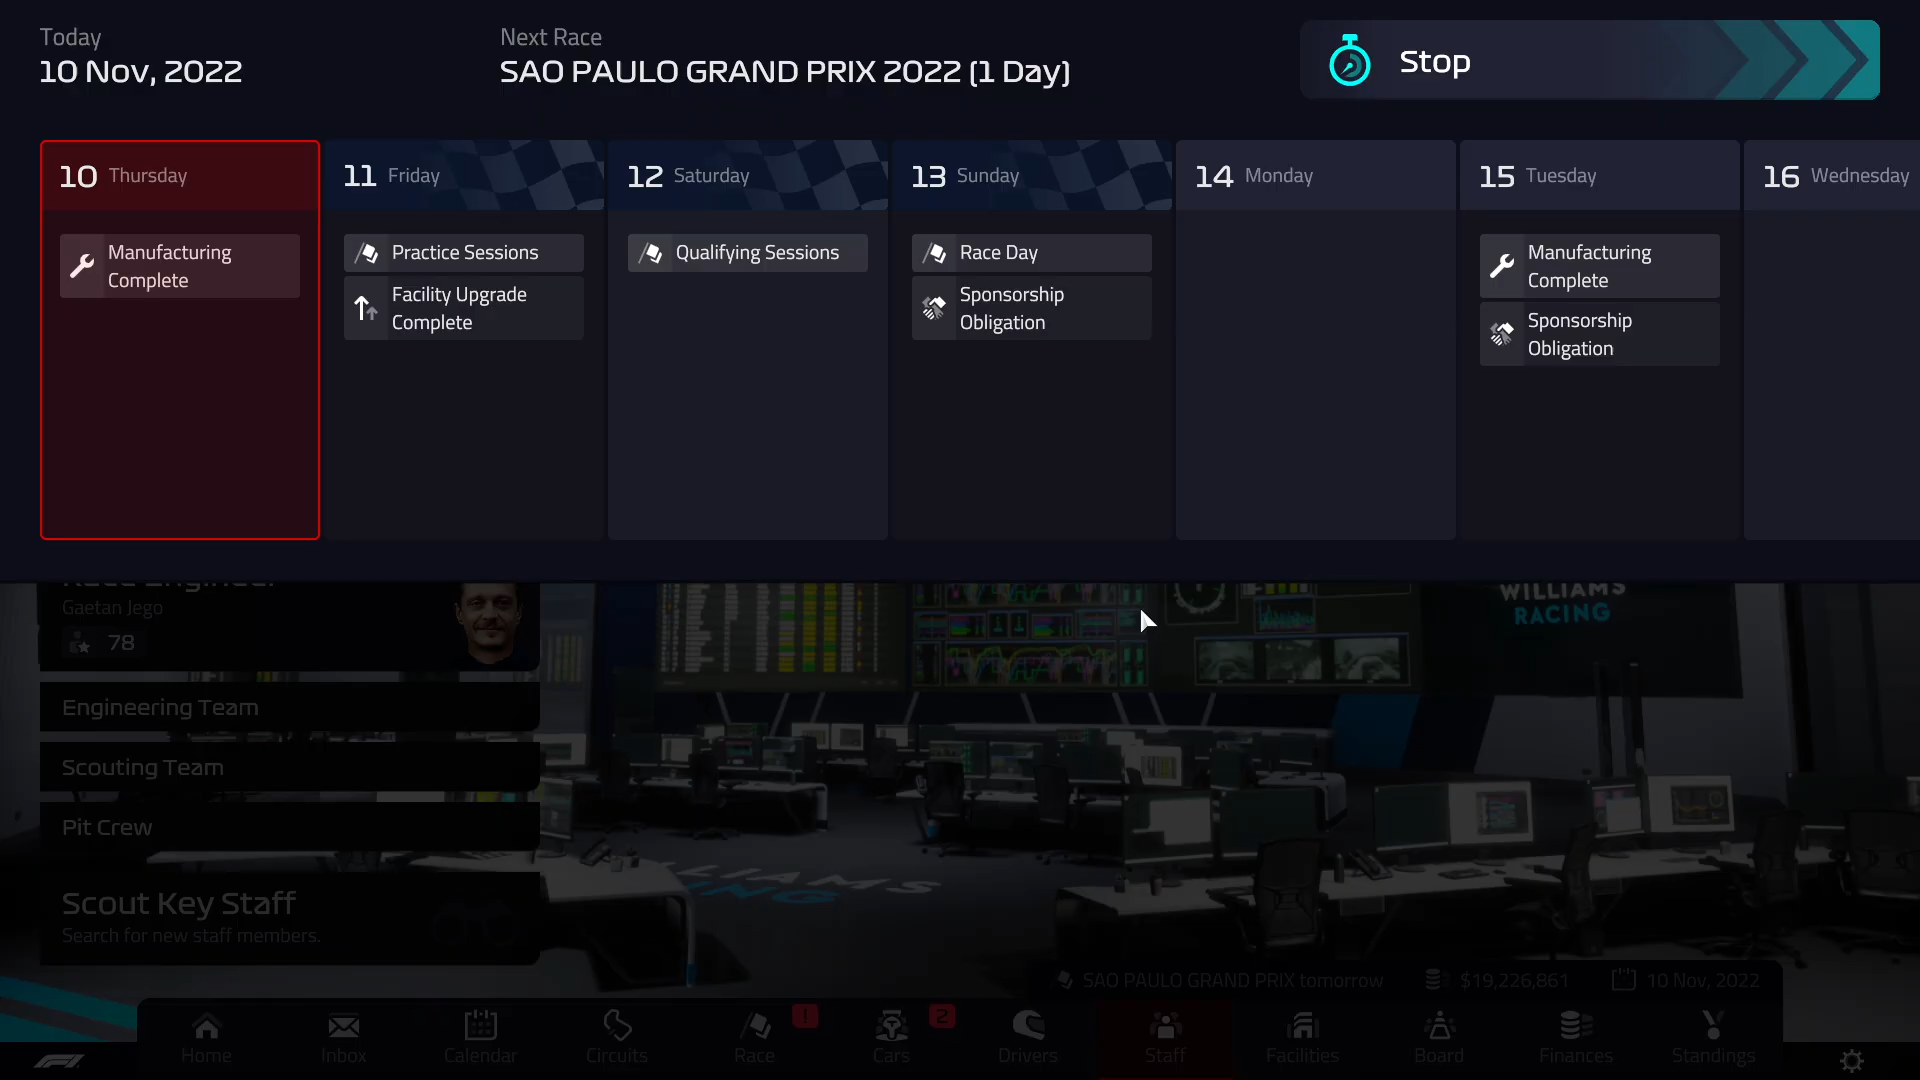 Today
10 Nov, 2022
Next Race
SAO PAULO GRAND PRIX 2022 (1 Day)
Stop
10 Thursday
11 Friday
12 Saturday
13 Sunday
14 Monday
15 Tuesday
16 Wednesday
Manufacturing
Complete
Practice Sessions
Facility Upgrade
Complete
Qualifying Sessions
Race Day
Sponsorship
Obligation
Manufacturing
Complete
Sponsorship
Obligation
Race Engineer
Gaetan Jego
78
Engineering Team
Scouting Team
Pit Crew
Scout Key Staff
Search for new staff members.
WILLIAMS
RACING
SAO PAULO GRAND PRIX tomorrow
$19,226,861
10 Nov, 2022
Home
Inbox
Calendar
Circuits
Race
!
Cars
2
Drivers
Staff
Facilities
Board
Finances
Standings